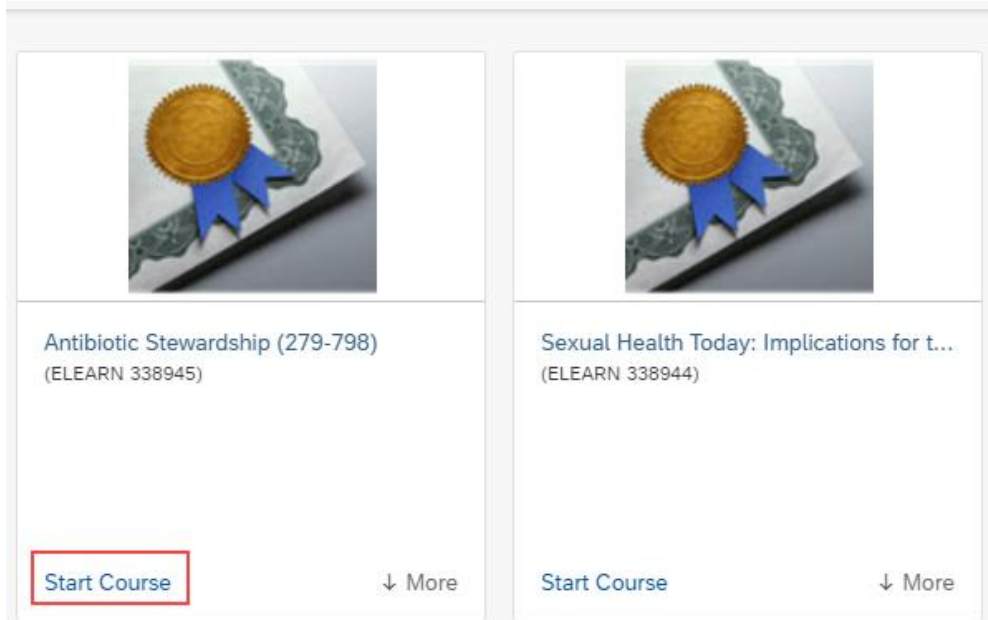 Antibiotic Stewardship (279-798)
(ELEARN 338945)
Start Course
↓ More
Sexual Health Today: Implications for t...
(ELEARN 338944)
Start Course
↓ More